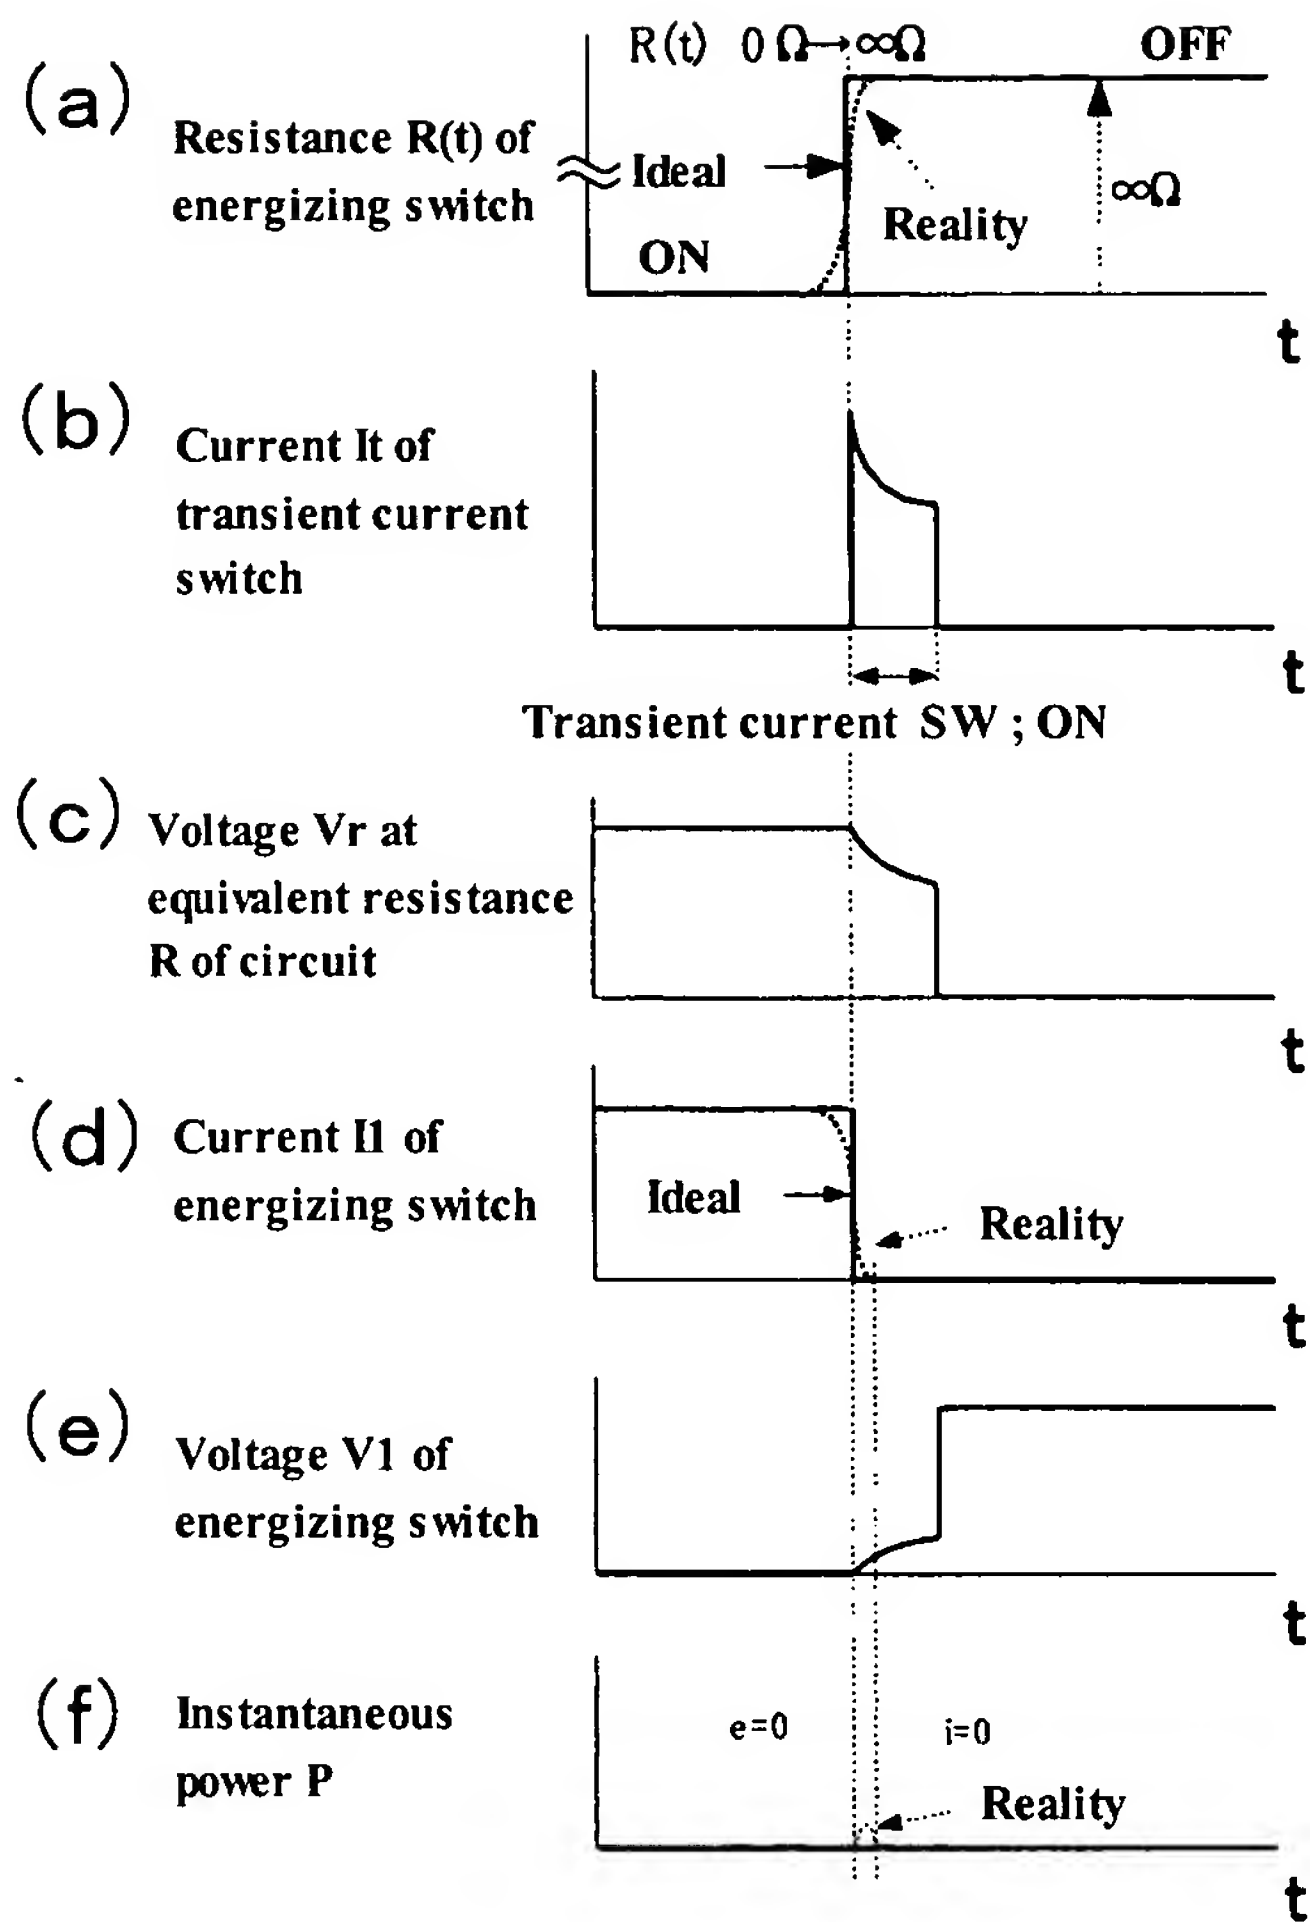 (a)
R(t) 0Ω→∞Ω
OFF
Resistance R(t) of
energizing switch
Ideal
∞Ω
Reality
ON
t
(b)
Current It of
transient current
switch
t
Transient current SW ; ON
(c)
Voltage Vr at
equivalent resistance
R of circuit
t
(d)
Current I1 of
energizing switch
Ideal
Reality
t
(e)
Voltage V1 of
energizing switch
t
(f)
Instantaneous
power P
e=0
i=0
Reality
t